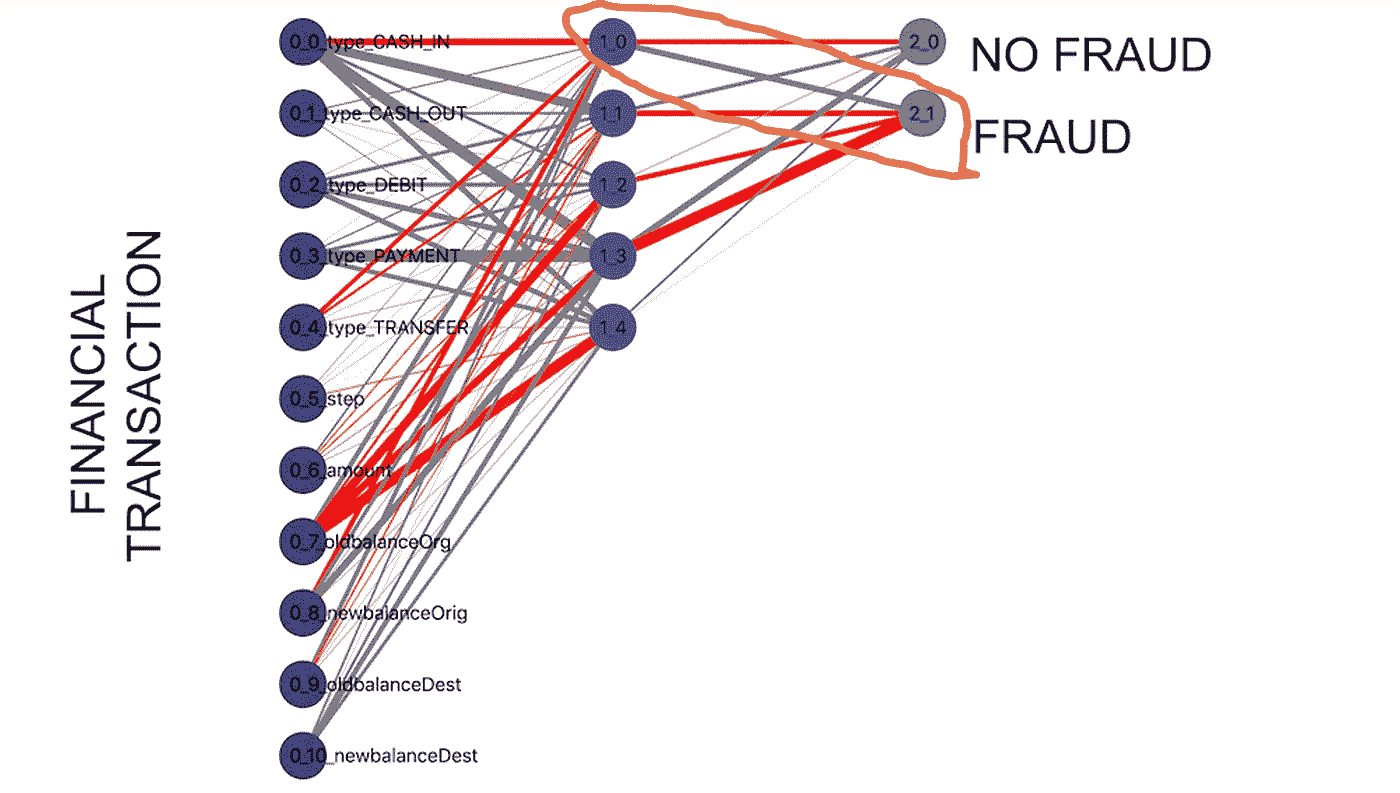 FINANCIAL
TRANSACTION
0_0_type_CASH_IN
0_1_type_CASH_OUT
0_2_type_DEBIT
0_3_type_PAYMENT
0_4_type_TRANSFER
0_5_step
0_6_amount
0_7_oldbalanceOrg
0_8_newbalanceOrig
0_9_oldbalanceDest
0_10_newbalanceDest
1_0
1_1
1_2
1_3
1_4
2_0 NO FRAUD
2_1 FRAUD